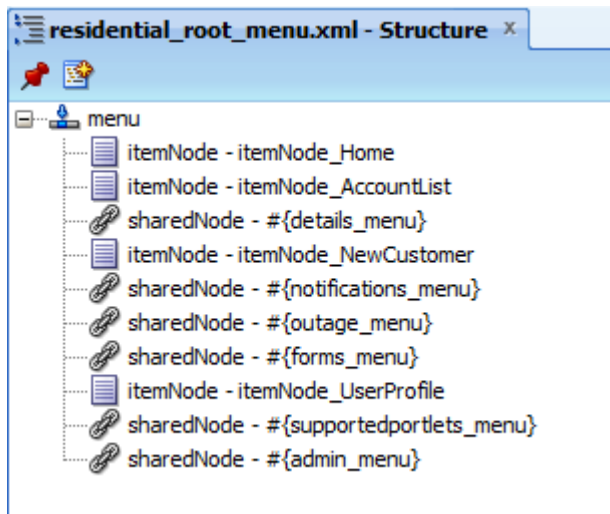 residential_root_menu.xml - Structure x
menu
itemNode - itemNode_Home
itemNode - itemNode_AccountList
sharedNode - #{details_menu}
itemNode - itemNode_NewCustomer
sharedNode - #{notifications_menu}
sharedNode - #{outage_menu}
sharedNode - #{forms_menu}
itemNode - itemNode_UserProfile
sharedNode - #{supportedportlets_menu}
sharedNode - #{admin_menu}